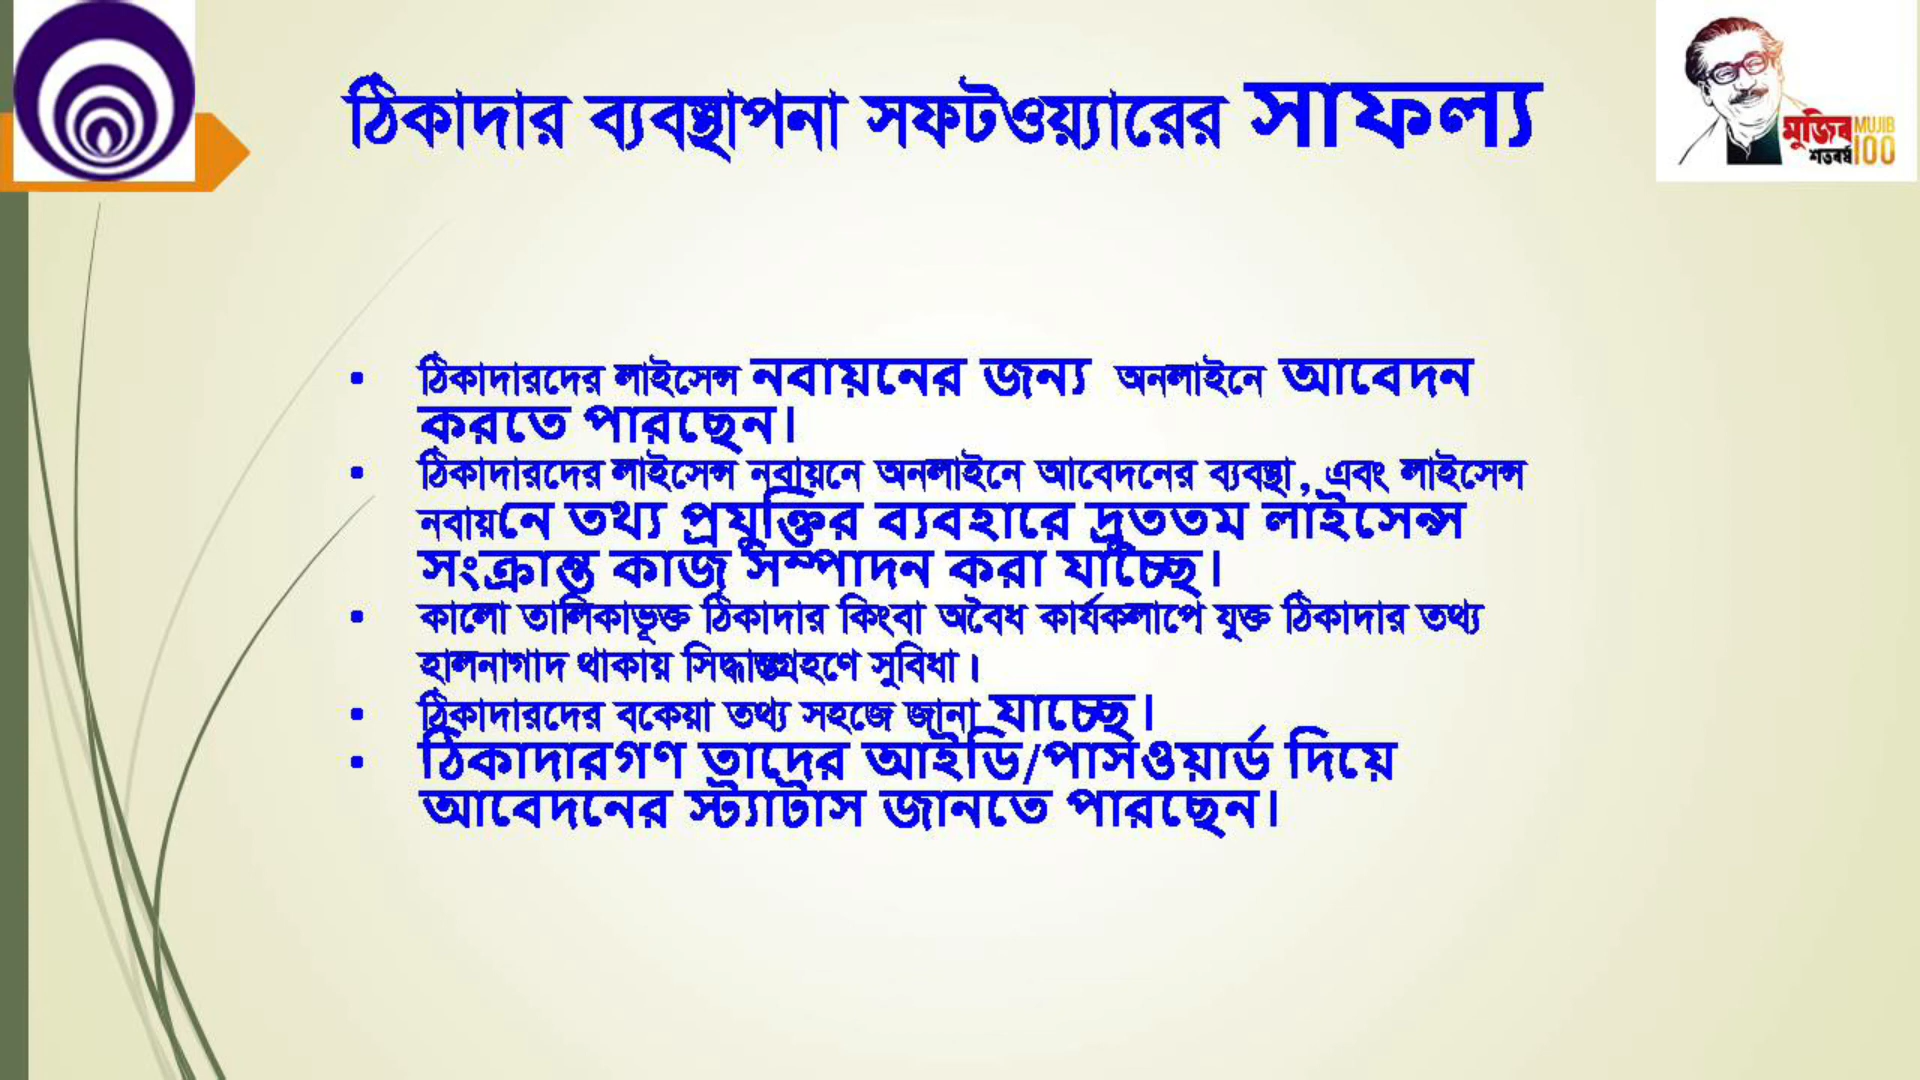 ঠিকাদার ব্যবস্থাপনা সফটওয়্যারের সাফল্য
মুজিব MUJIB
শতবর্ষ 100
▪ ঠিকাদারদের লাইসেন্স নবায়নের জন্য অনলাইনে আবেদন
করতে পারছেন।
▪ ঠিকাদারদের লাইসেন্স নবায়নে অনলাইনে আবেদনের ব্যবস্থা, এবং লাইসেন্স
নবায়নে তথ্য প্রযুক্তির ব্যবহারে দ্রুততম লাইসেন্স
সংক্রান্ত কাজ সম্পাদন করা যাচ্ছে।
▪ কালো তালিকাভূক্ত ঠিকাদার কিংবা অবৈধ কার্যকলাপে যুক্ত ঠিকাদার তথ্য
হালনাগাদ থাকায় সিদ্ধান্তগ্রহণে সুবিধা।
▪ ঠিকাদারদের বকেয়া তথ্য সহজে জানা যাচ্ছে।
▪ ঠিকাদারগণ তাদের আইডি/পাসওয়ার্ড দিয়ে
আবেদনের স্ট্যাটাস জানতে পারছেন।